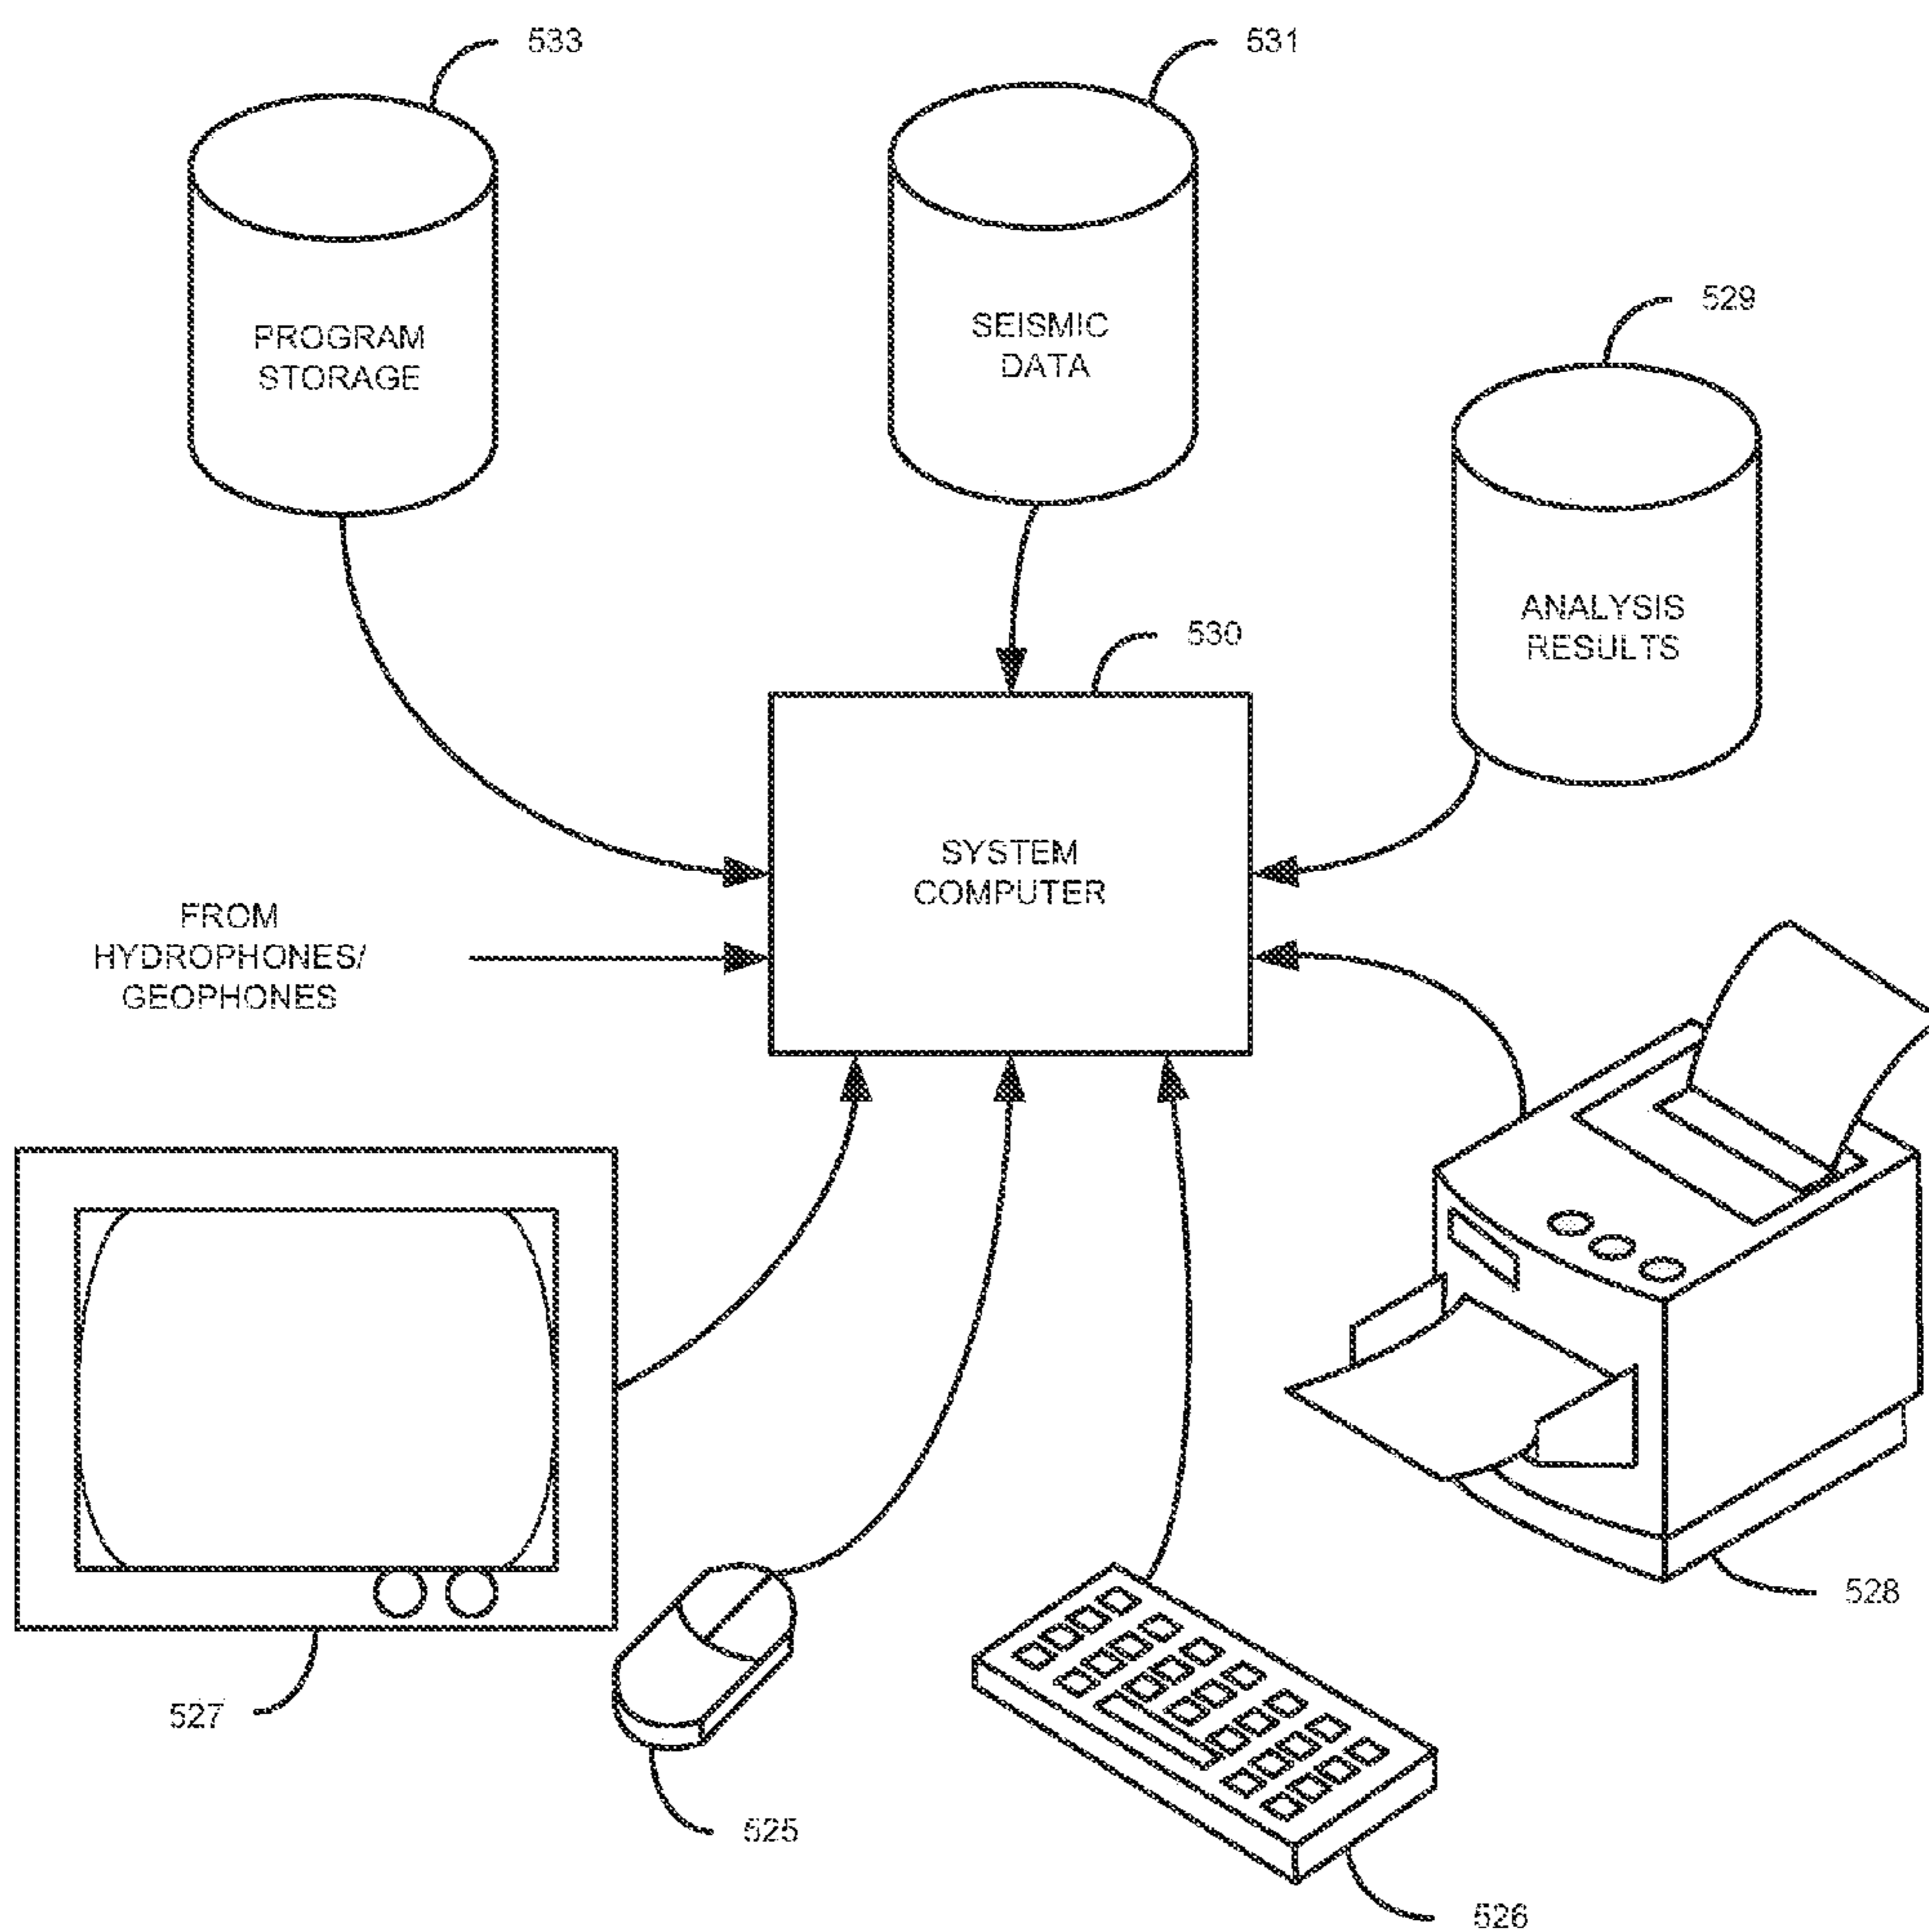 533
531
529
PROGRAM
STORAGE
SEISMIC
DATA
ANALYSIS
RESULTS
530
SYSTEM
COMPUTER
FROM
HYDROPHONES/
GEOPHONES
527
525
526
528